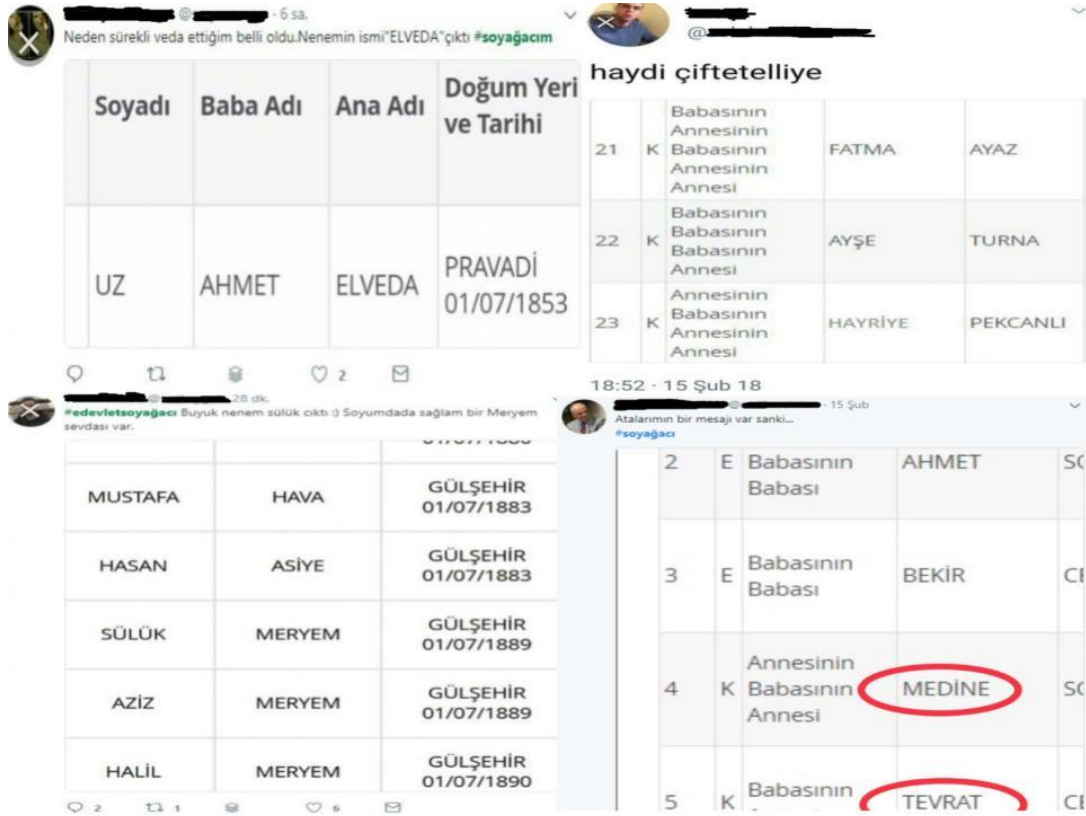 @
· 6 sa.
Neden sürekli veda ettiğim belli oldu.Nenemin ismi"ELVEDA"çıktı #soyağacım
Soyadı Baba Adı Ana Adı Doğum Yeri
ve Tarihi
UZ AHMET ELVEDA PRAVADİ
01/07/1853
2
@
haydi çiftetelliye
21 K Babasının
Annesinin
Babasının
Annesinin
Annesi
FATMA AYAZ
22 K Babasının
Babasının
Babasının
Annesi
AYŞE TURNA
23 K Annesinin
Babasının
Annesinin
Annesi
HAYRİYE PEKCANLI
18:52 · 15 Şub 18
@
28 dk.
#edevletsoyağacı Buyuk nenem sülük cıktı :) Soyumdada sağlam bir Meryem
sevdası var.
MUSTAFA HAVA GÜLŞEHİR
01/07/1883
HASAN ASİYE GÜLŞEHİR
01/07/1883
SÜLÜK MERYEM GÜLŞEHİR
01/07/1889
AZİZ MERYEM GÜLŞEHİR
01/07/1889
HALİL MERYEM GÜLŞEHİR
01/07/1890
2 1 6
@
· 15 Şub
Atalarımın bir mesajı var sanki...
#soyağacı
2 E Babasının
Babası
AHMET
3 E Babasının
Babası
BEKİR
4 K Annesinin
Babasının
Annesi
MEDİNE
5 K Babasının
TEVRAT